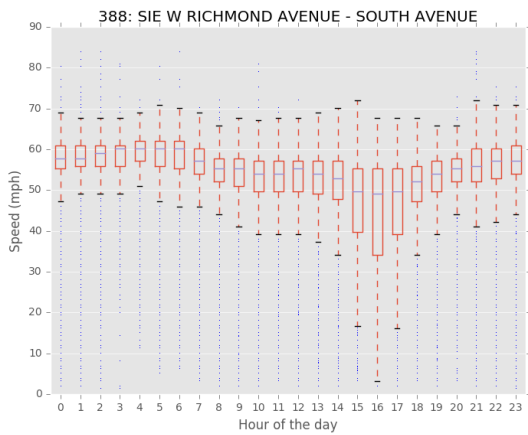 388: SIE W RICHMOND AVENUE - SOUTH AVENUE
90
80
70
60
50
40
30
20
10
0
Speed (mph)
0 1 2 3 4 5 6 7 8 9 10 11 12 13 14 15 16 17 18 19 20 21 22 23
Hour of the day